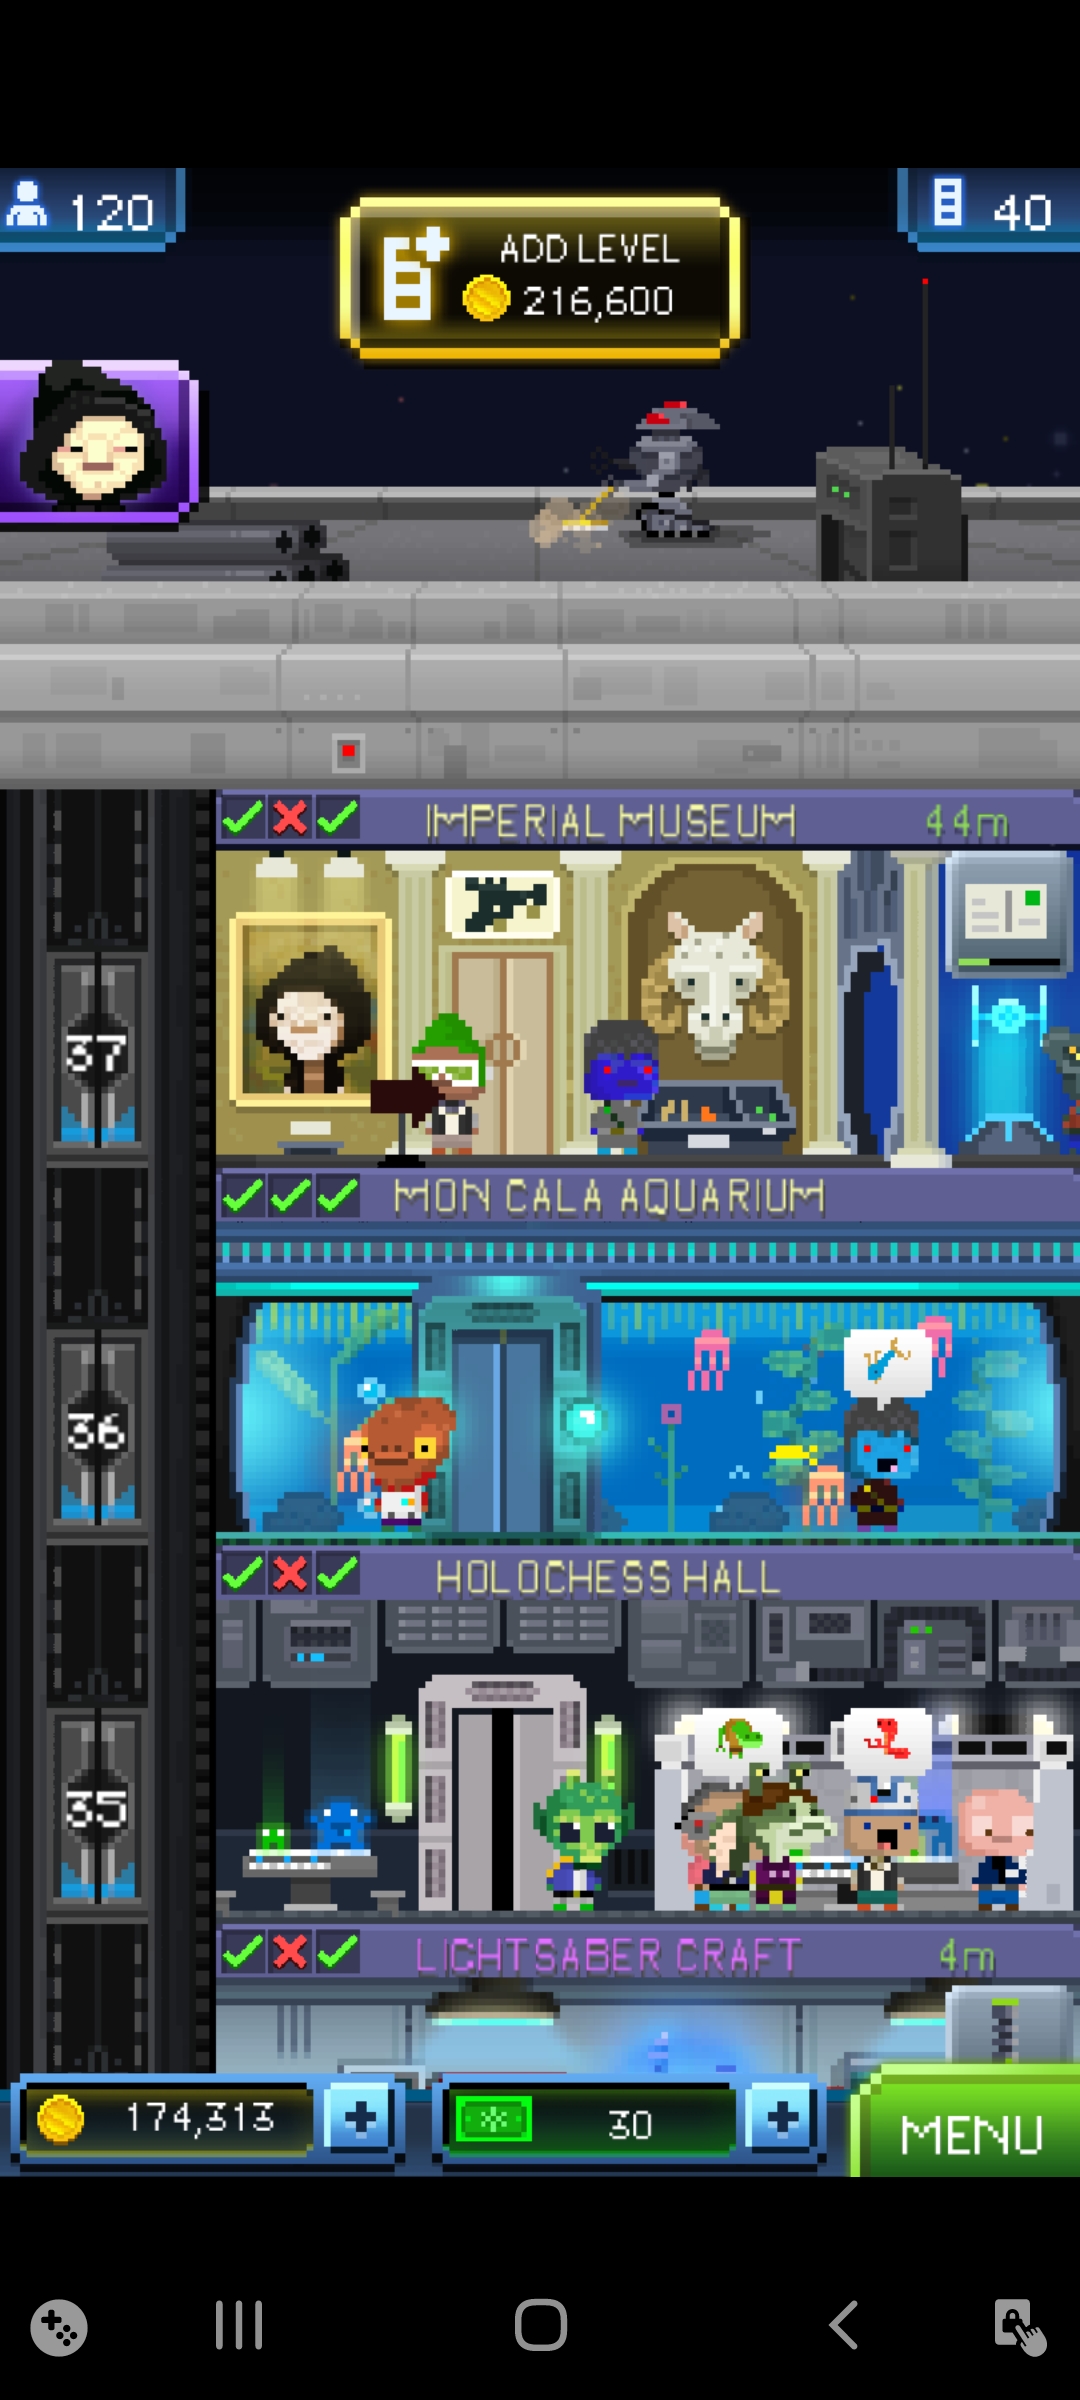 120
ADD LEVEL
216,600
40
IMPERIAL MUSEUM 44m
37
MON CALA AQUARIUM
36
HOLOCHESS HALL
35
LIGHTSABER CRAFT 4m
174,313
30
MENU